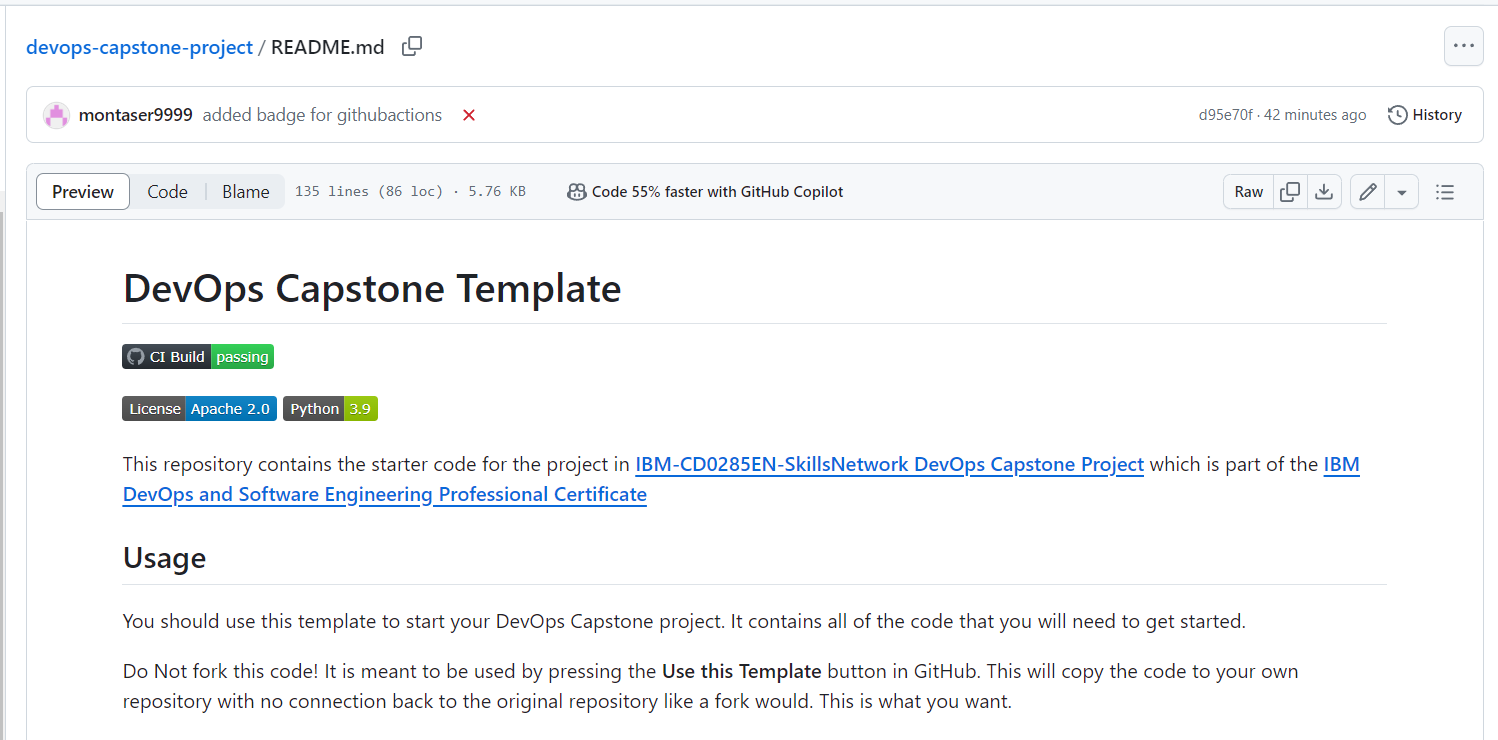 devops-capstone-project / README.md
montaser9999 added badge for githubactions
d95e70f · 42 minutes ago History
Preview Code Blame 135 lines (86 loc) · 5.76 KB Code 55% faster with GitHub Copilot Raw
DevOps Capstone Template
CI Build passing
License Apache 2.0 Python 3.9
This repository contains the starter code for the project in IBM-CD0285EN-SkillsNetwork DevOps Capstone Project which is part of the IBM
DevOps and Software Engineering Professional Certificate
Usage
You should use this template to start your DevOps Capstone project. It contains all of the code that you will need to get started.
Do Not fork this code! It is meant to be used by pressing the Use this Template button in GitHub. This will copy the code to your own
repository with no connection back to the original repository like a fork would. This is what you want.